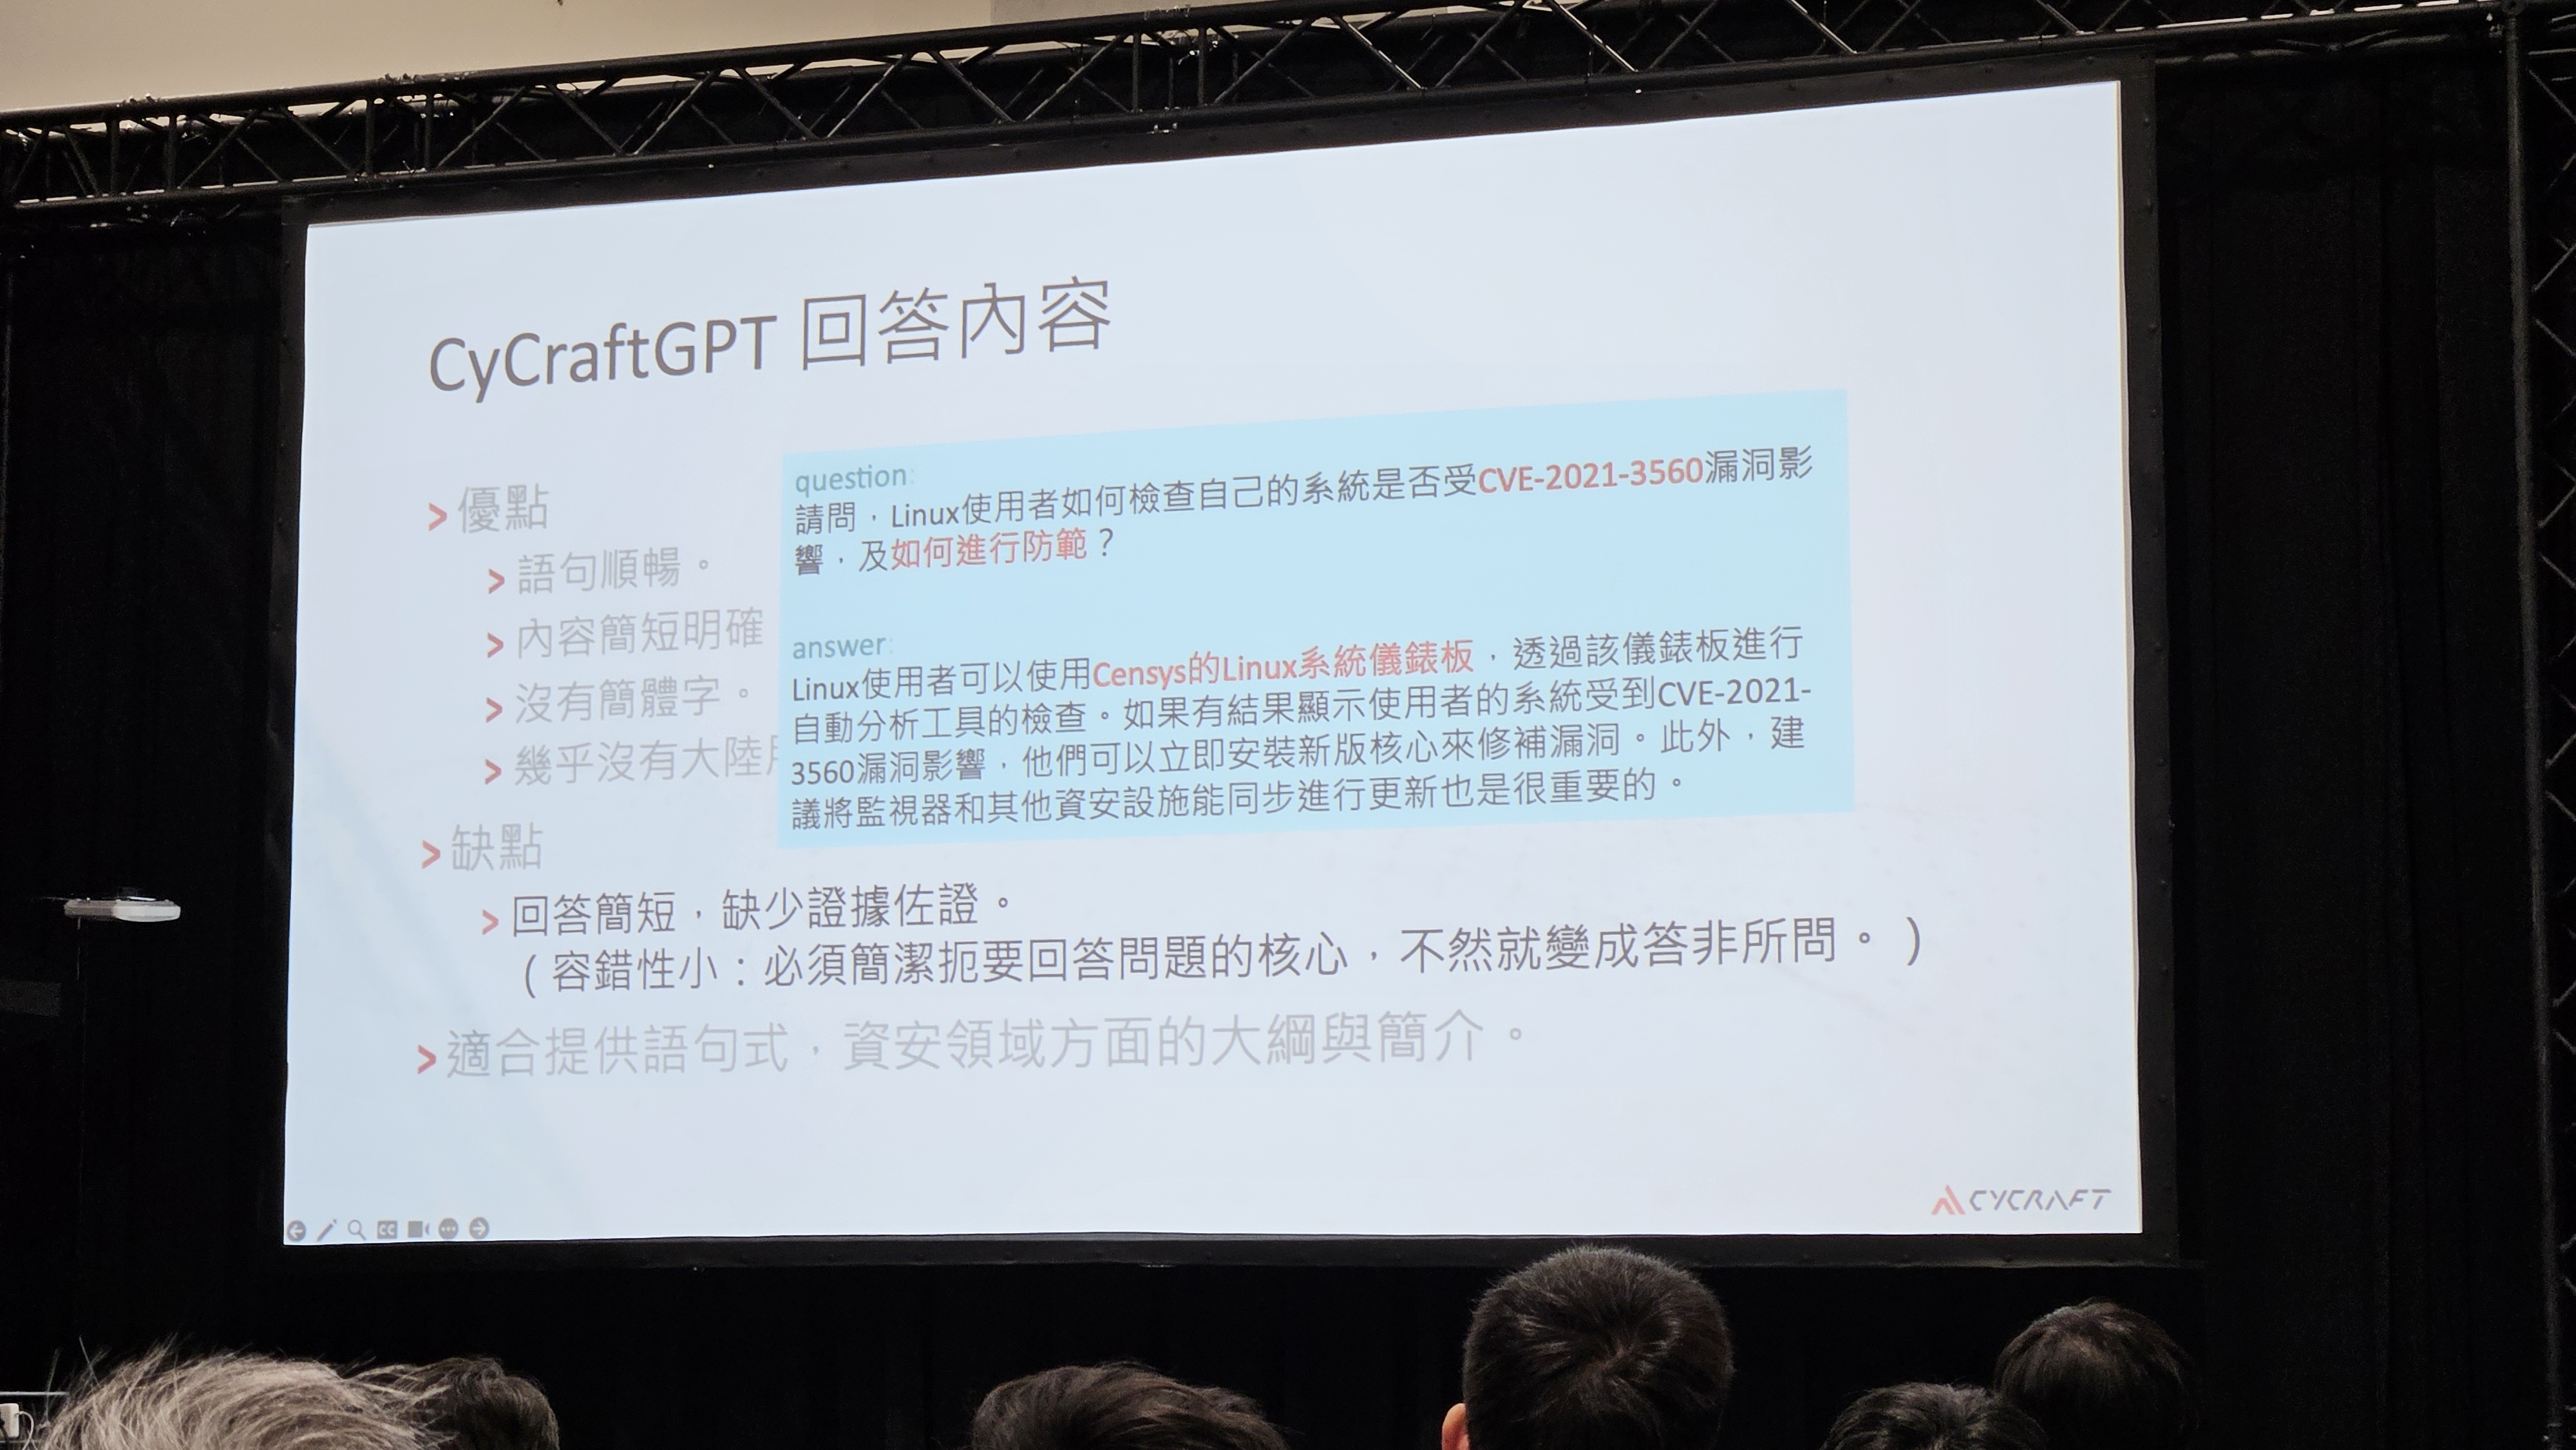 CyCraftGPT 回答內容
> 優點
> 語句順暢。
> 內容簡短明確
> 沒有簡體字。
> 幾乎沒有大陸
question:
請問，Linux使用者如何檢查自己的系統是否受CVE-2021-3560漏洞影
響，及如何進行防範？
answer:
Linux使用者可以使用Censys的Linux系統儀錶板，透過該儀錶板進行
自動分析工具的檢查。如果有結果顯示使用者的系統受到CVE-2021-
3560漏洞影響，他們可以立即安裝新版核心來修補漏洞。此外，建
議將監視器和其他資安設施能同步進行更新也是很重要的。
> 缺點
> 回答簡短，缺少證據佐證。
（容錯性小：必須簡潔扼要回答問題的核心，不然就變成答非所問。）
> 適合提供語句式，資安領域方面的大綱與簡介。
CYCRAFT
CC